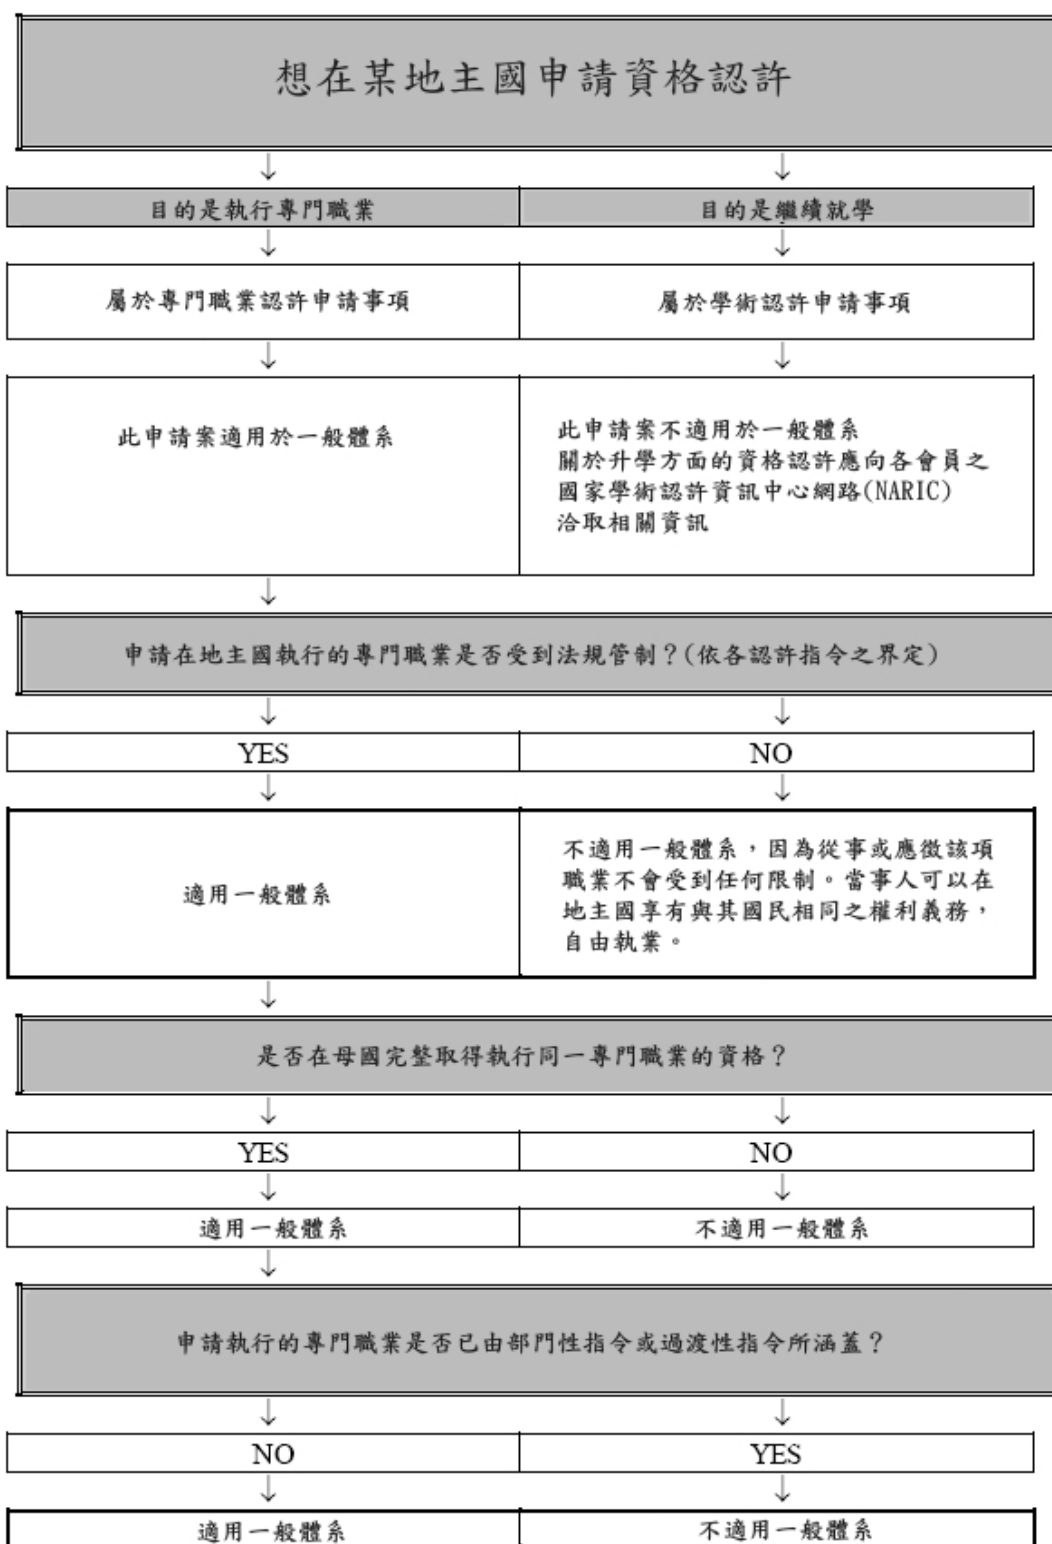 想在某地主國申請資格認許
↓ ↓
目的是執行專門職業 目的是繼續就學
↓ ↓
屬於專門職業認許申請事項 屬於學術認許申請事項
↓ ↓
此申請案適用於一般體系
此申請案不適用於一般體系
關於升學方面的資格認許應向各會員之
國家學術認許資訊中心網路(NARIC)
洽取相關資訊
↓
申請在地主國執行的專門職業是否受到法規管制？(依各認許指令之界定)
↓ ↓
YES NO
↓ ↓
適用一般體系
不適用一般體系，因為從事或應徵該項
職業不會受到任何限制。當事人可以在
地主國享有與其國民相同之權利義務，
自由執業。
↓
是否在母國完整取得執行同一專門職業的資格？
↓ ↓
YES NO
↓ ↓
適用一般體系 不適用一般體系
↓
申請執行的專門職業是否已由部門性指令或過渡性指令所涵蓋？
↓ ↓
NO YES
↓ ↓
適用一般體系 不適用一般體系